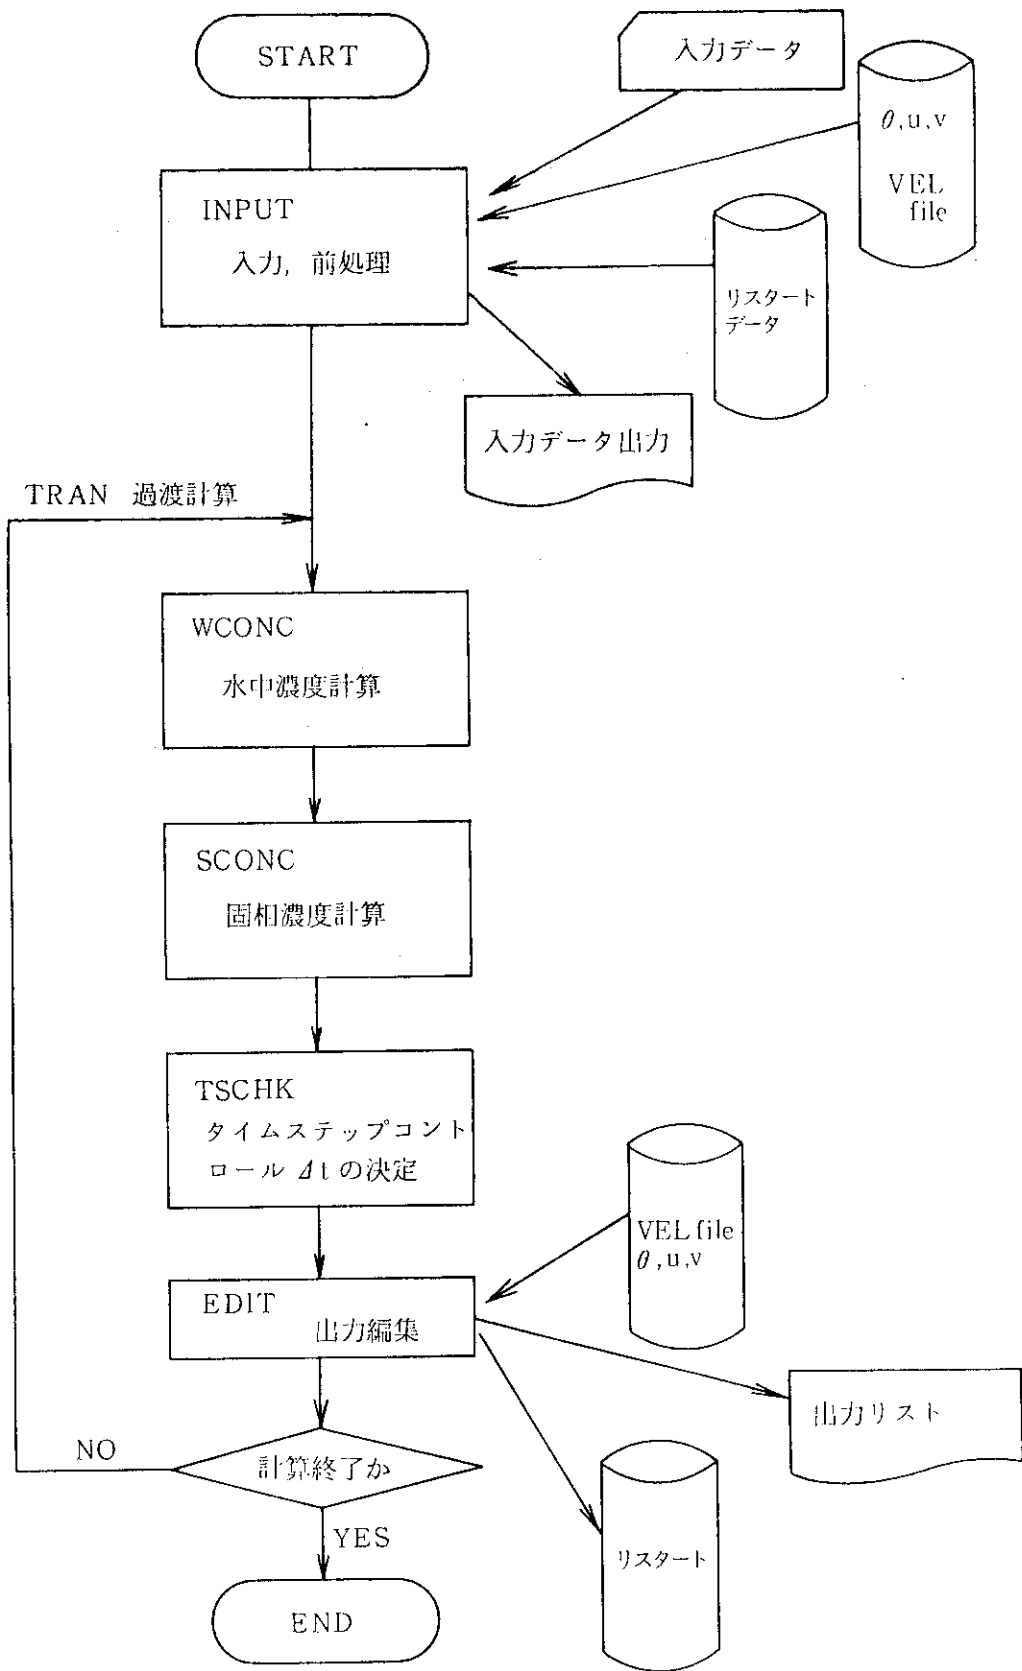 START
入力データ
θ,u,v
VEL
file
INPUT
入力, 前処理
リスタート
データ
入力データ出力
TRAN 過渡計算
WCONC
水中濃度計算
SCONC
固相濃度計算
TSCHK
タイムステップコント
ロール Δt の決定
VEL file
θ,u,v
EDIT
出力編集
出力リスト
NO
計算終了か
リスタート
YES
END